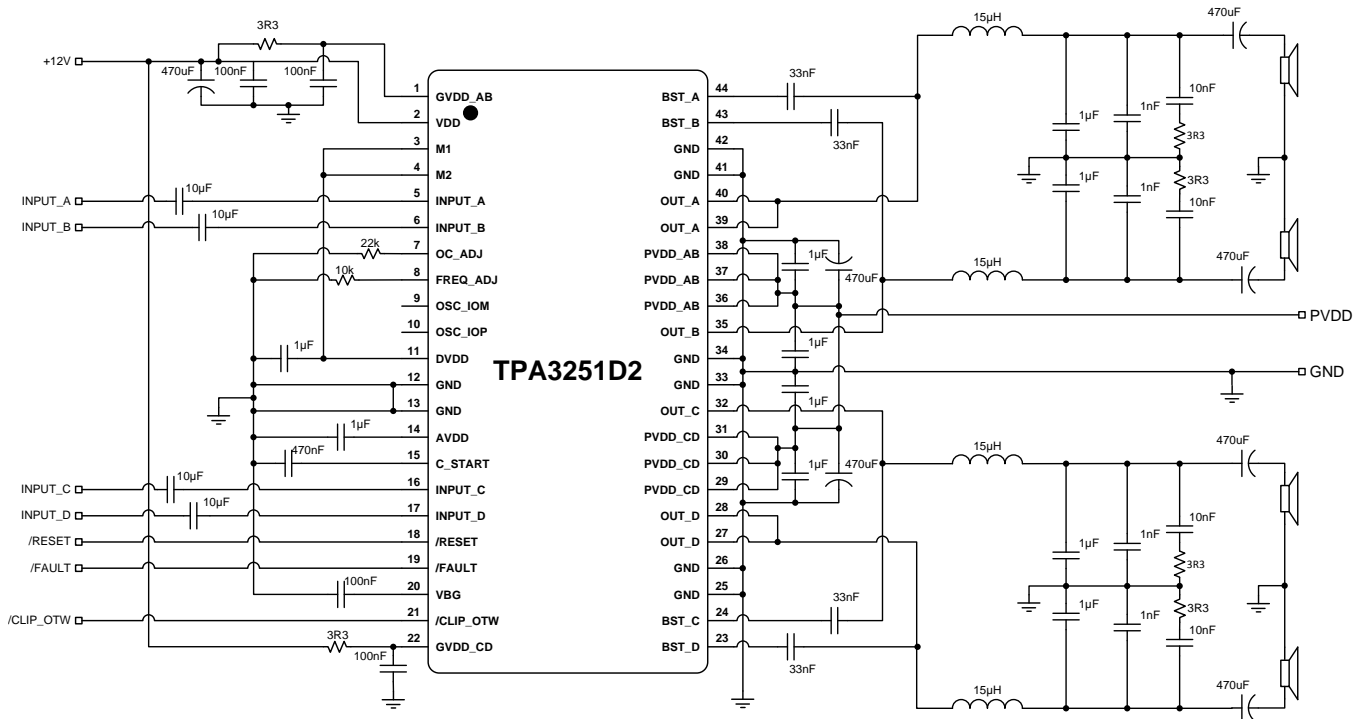 3R3
+12V
470uF
100nF
100nF
1
GVDD_AB
2
VDD
3
M1
4
M2
INPUT_A
10µF
5
INPUT_A
INPUT_B
10µF
6
INPUT_B
22k
7
OC_ADJ
10k
8
FREQ_ADJ
9
OSC_IOM
10
OSC_IOP
1µF
11
DVDD
12
GND
13
GND
1µF
14
AVDD
470nF
15
C_START
INPUT_C
10µF
16
INPUT_C
INPUT_D
10µF
17
INPUT_D
/RESET
18
/RESET
/FAULT
19
/FAULT
100nF
20
VBG
/CLIP_OTW
21
/CLIP_OTW
3R3
100nF
22
GVDD_CD
TPA3251D2
BST_A
44
BST_B
43
GND
42
GND
41
OUT_A
40
OUT_A
39
PVDD_AB
38
PVDD_AB
37
PVDD_AB
36
OUT_B
35
GND
34
GND
33
OUT_C
32
PVDD_CD
31
PVDD_CD
30
PVDD_CD
29
OUT_D
28
OUT_D
27
GND
26
GND
25
BST_C
24
BST_D
23
33nF
33nF
1µF
470uF
1µF
1µF
1µF
470uF
33nF
33nF
15µH
470uF
10nF
1nF
1µF
3R3
1µF
1nF
3R3
10nF
15µH
470uF
PVDD
GND
15µH
470uF
10nF
1nF
1µF
3R3
1µF
1nF
3R3
10nF
15µH
470uF